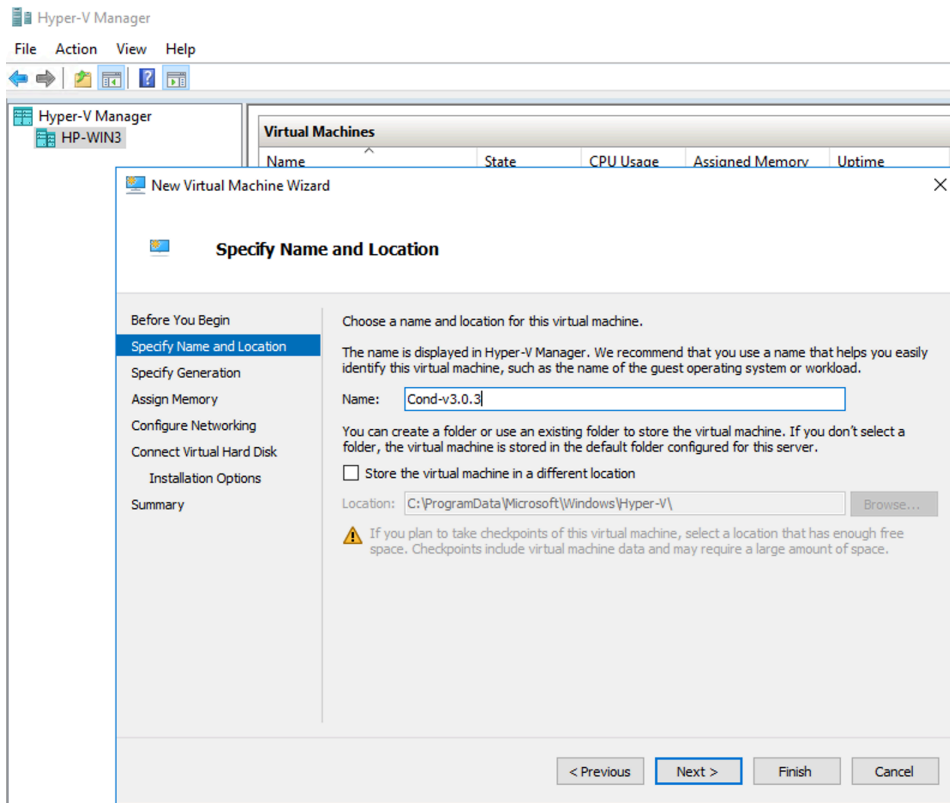 Hyper-V Manager
File Action View Help
Hyper-V Manager
HP-WIN3
Virtual Machines
Name State CPU Usage Assigned Memory Uptime
New Virtual Machine Wizard
Specify Name and Location
Before You Begin
Specify Name and Location
Specify Generation
Assign Memory
Configure Networking
Connect Virtual Hard Disk
Installation Options
Summary
Choose a name and location for this virtual machine.
The name is displayed in Hyper-V Manager. We recommend that you use a name that helps you easily
identify this virtual machine, such as the name of the guest operating system or workload.
Name: Cond-v3.0.3
You can create a folder or use an existing folder to store the virtual machine. If you don't select a
folder, the virtual machine is stored in the default folder configured for this server.
Store the virtual machine in a different location
Location: C:\ProgramData\Microsoft\Windows\Hyper-V\ Browse...
If you plan to take checkpoints of this virtual machine, select a location that has enough free
space. Checkpoints include virtual machine data and may require a large amount of space.
< Previous Next > Finish Cancel